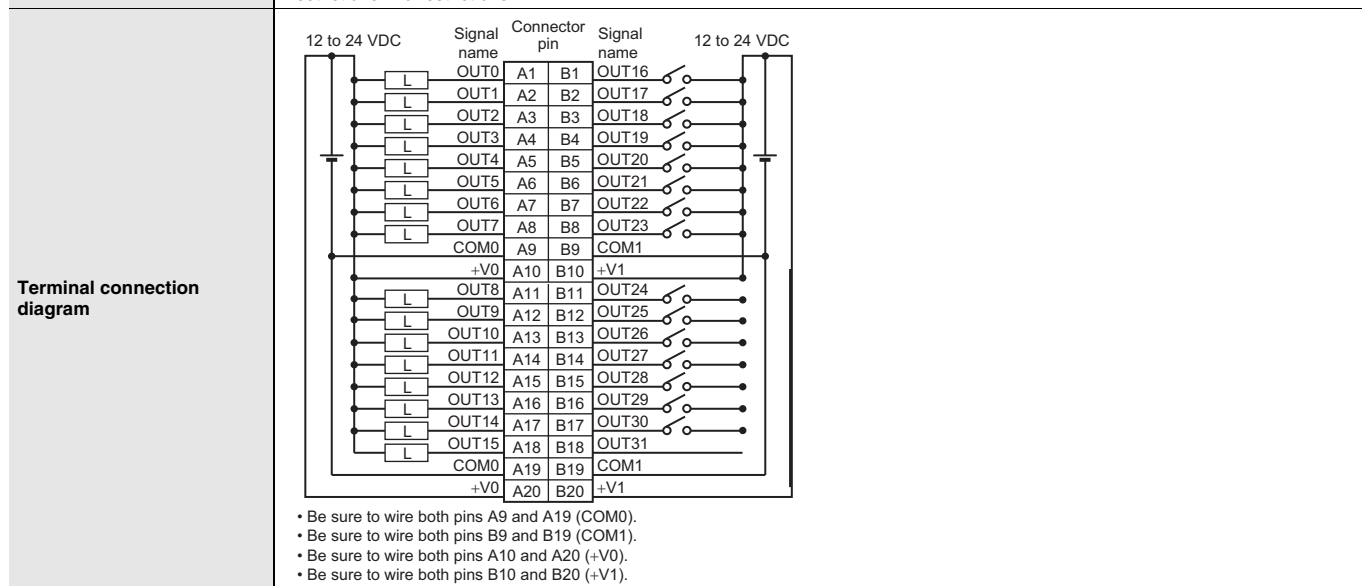 12 to 24 VDC Signal name Connector pin Signal name 12 to 24 VDC
L OUT0 A1 B1 OUT16
L OUT1 A2 B2 OUT17
L OUT2 A3 B3 OUT18
L OUT3 A4 B4 OUT19
L OUT4 A5 B5 OUT20
L OUT5 A6 B6 OUT21
L OUT6 A7 B7 OUT22
L OUT7 A8 B8 OUT23
COM0 A9 B9 COM1
+V0 A10 B10 +V1
L OUT8 A11 B11 OUT24
L OUT9 A12 B12 OUT25
L OUT10 A13 B13 OUT26
L OUT11 A14 B14 OUT27
L OUT12 A15 B15 OUT28
L OUT13 A16 B16 OUT29
L OUT14 A17 B17 OUT30
L OUT15 A18 B18 OUT31
COM0 A19 B19 COM1
+V0 A20 B20 +V1
Terminal connection
diagram
• Be sure to wire both pins A9 and A19 (COM0).
• Be sure to wire both pins B9 and B19 (COM1).
• Be sure to wire both pins A10 and A20 (+V0).
• Be sure to wire both pins B10 and B20 (+V1).